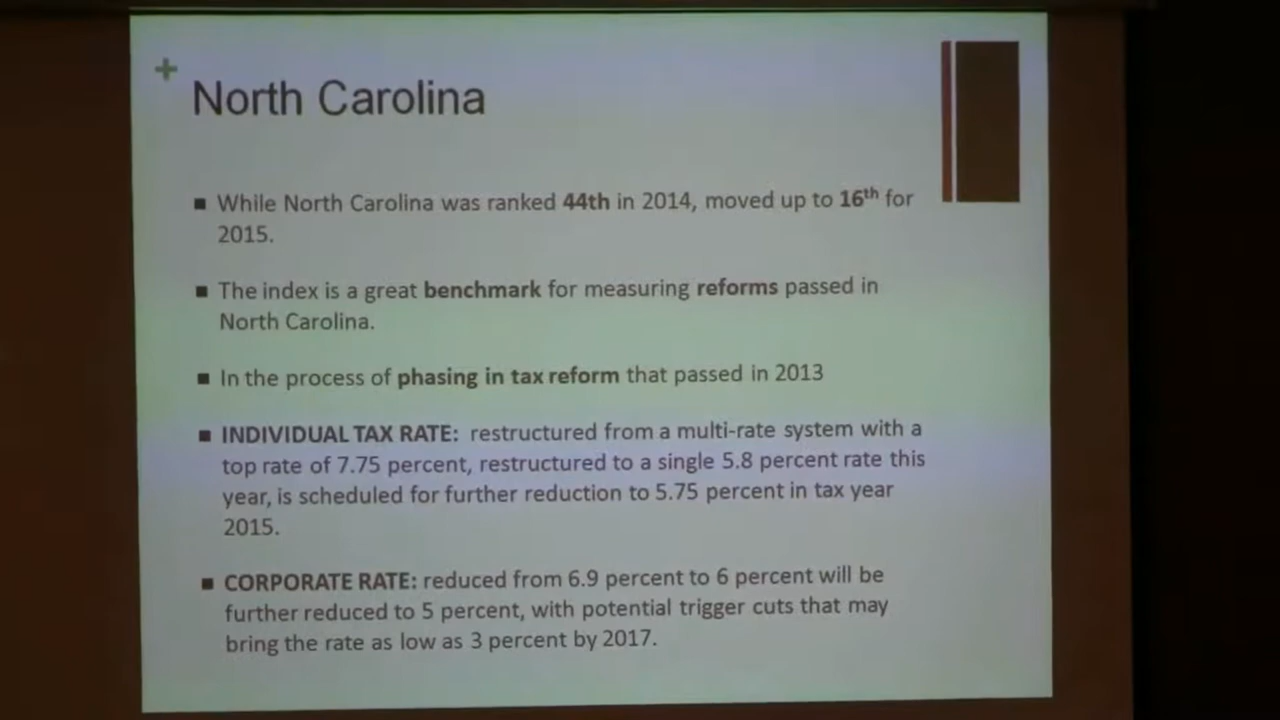 +
North Carolina
■ While North Carolina was ranked 44th in 2014, moved up to 16th for
2015.
■ The index is a great benchmark for measuring reforms passed in
North Carolina.
■ In the process of phasing in tax reform that passed in 2013
■ INDIVIDUAL TAX RATE: restructured from a multi-rate system with a
top rate of 7.75 percent, restructured to a single 5.8 percent rate this
year, is scheduled for further reduction to 5.75 percent in tax year
2015.
■ CORPORATE RATE: reduced from 6.9 percent to 6 percent will be
further reduced to 5 percent, with potential trigger cuts that may
bring the rate as low as 3 percent by 2017.